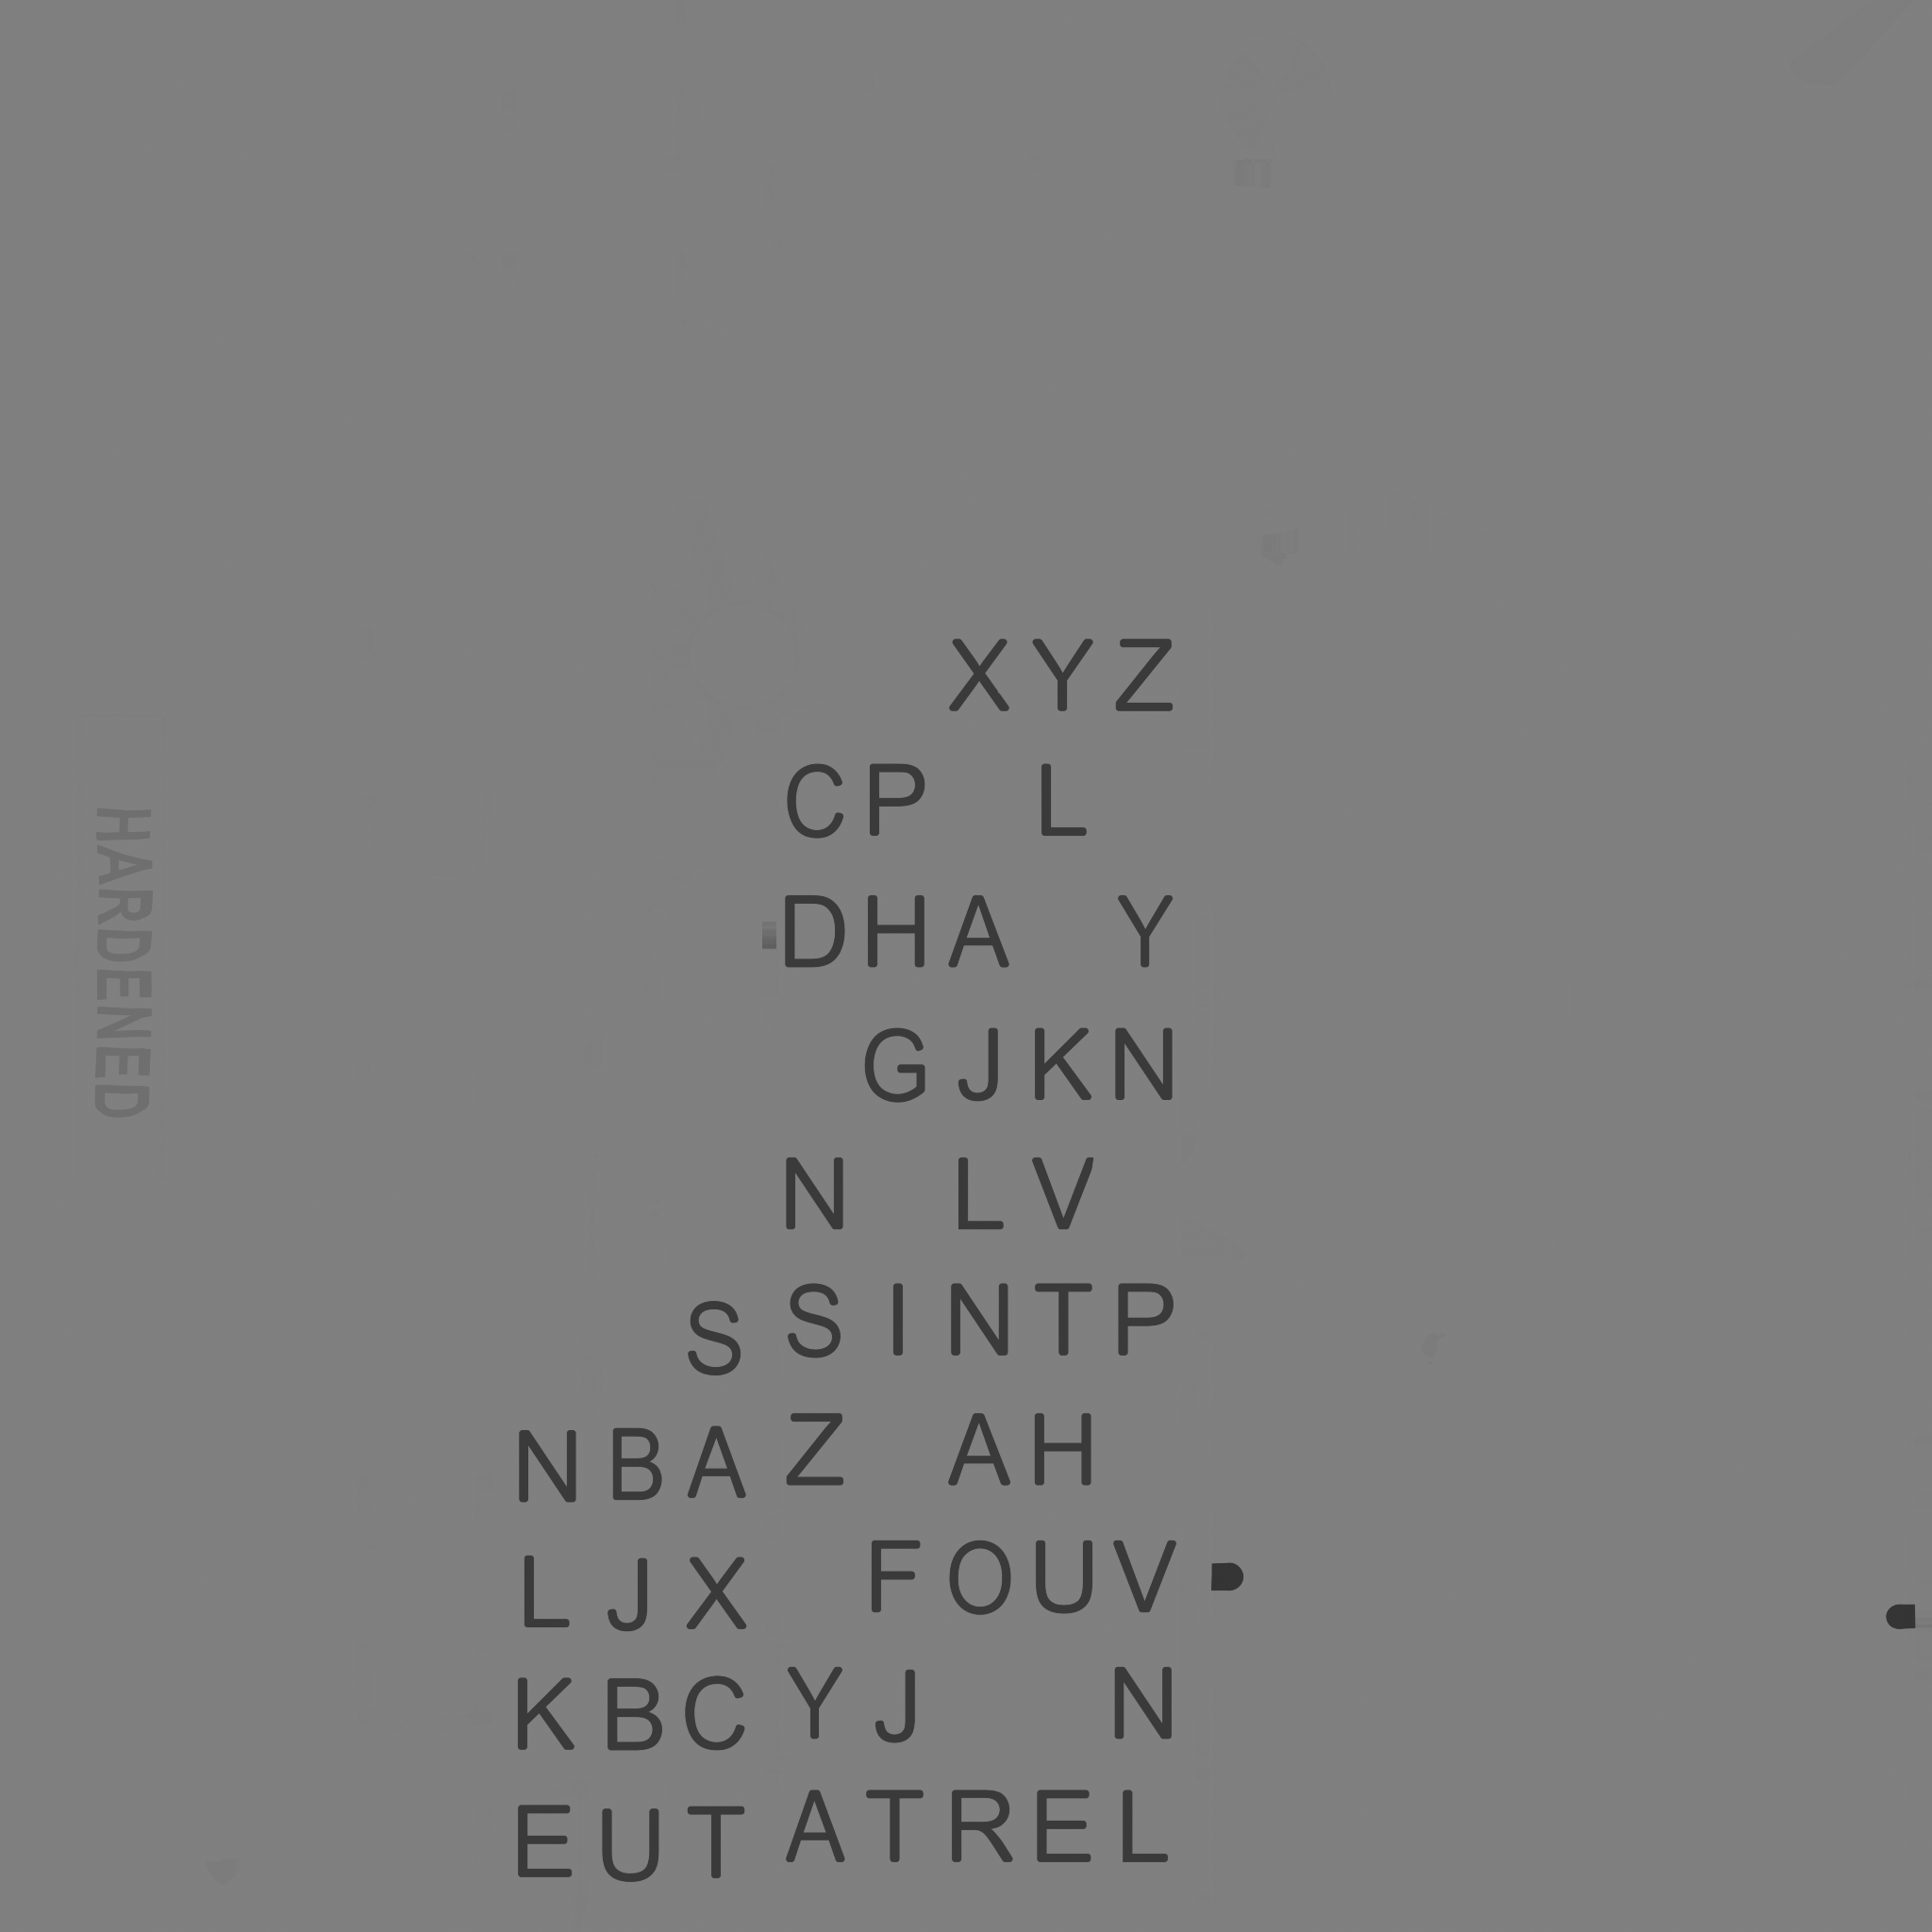 HARDENED
XYZ
CP L
DHA Y
GJKN
N LV
S SINTP
NBA Z AH
LJX FOUV
KBC YJ N
EUT ATREL